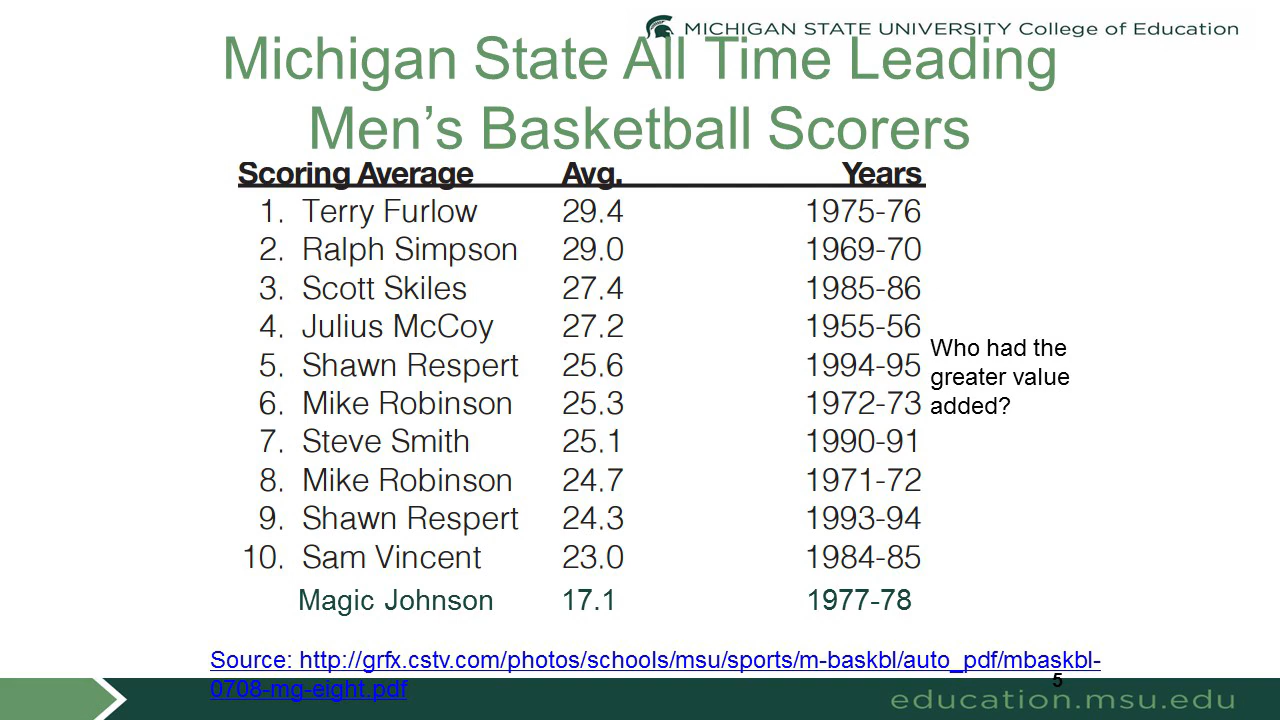 MICHIGAN STATE UNIVERSITY College of Education
Michigan State All Time Leading
Men’s Basketball Scorers
Scoring Average Avg. Years
1. Terry Furlow 29.4 1975-76
2. Ralph Simpson 29.0 1969-70
3. Scott Skiles 27.4 1985-86
4. Julius McCoy 27.2 1955-56
5. Shawn Respert 25.6 1994-95
6. Mike Robinson 25.3 1972-73
7. Steve Smith 25.1 1990-91
8. Mike Robinson 24.7 1971-72
9. Shawn Respert 24.3 1993-94
10. Sam Vincent 23.0 1984-85
Magic Johnson 17.1 1977-78
Who had the
greater value
added?
Source: http://grfx.cstv.com/photos/schools/msu/sports/m-baskbl/auto_pdf/mbaskbl-
0708-mg-eight.pdf
5
education.msu.edu